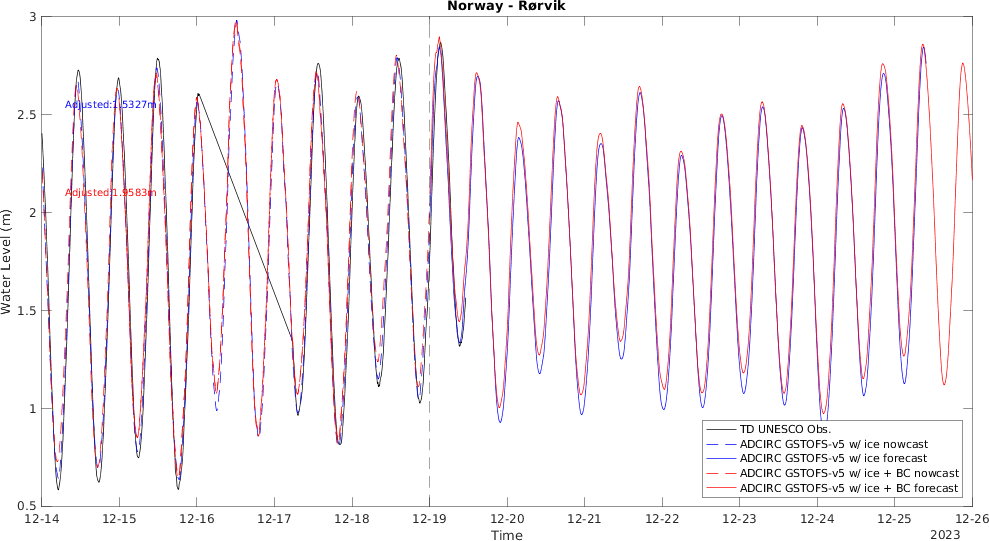 Norway - Rørvik
3
2.5
2
1.5
1
0.5
Water Level (m)
Adjusted:1.5327m
Adjusted:1.9583m
TD UNESCO Obs.
ADCIRC GSTOFS-v5 w/ ice nowcast
ADCIRC GSTOFS-v5 w/ ice forecast
ADCIRC GSTOFS-v5 w/ ice + BC nowcast
ADCIRC GSTOFS-v5 w/ ice + BC forecast
12-14 12-15 12-16 12-17 12-18 12-19 12-20 12-21 12-22 12-23 12-24 12-25 12-26
Time
2023